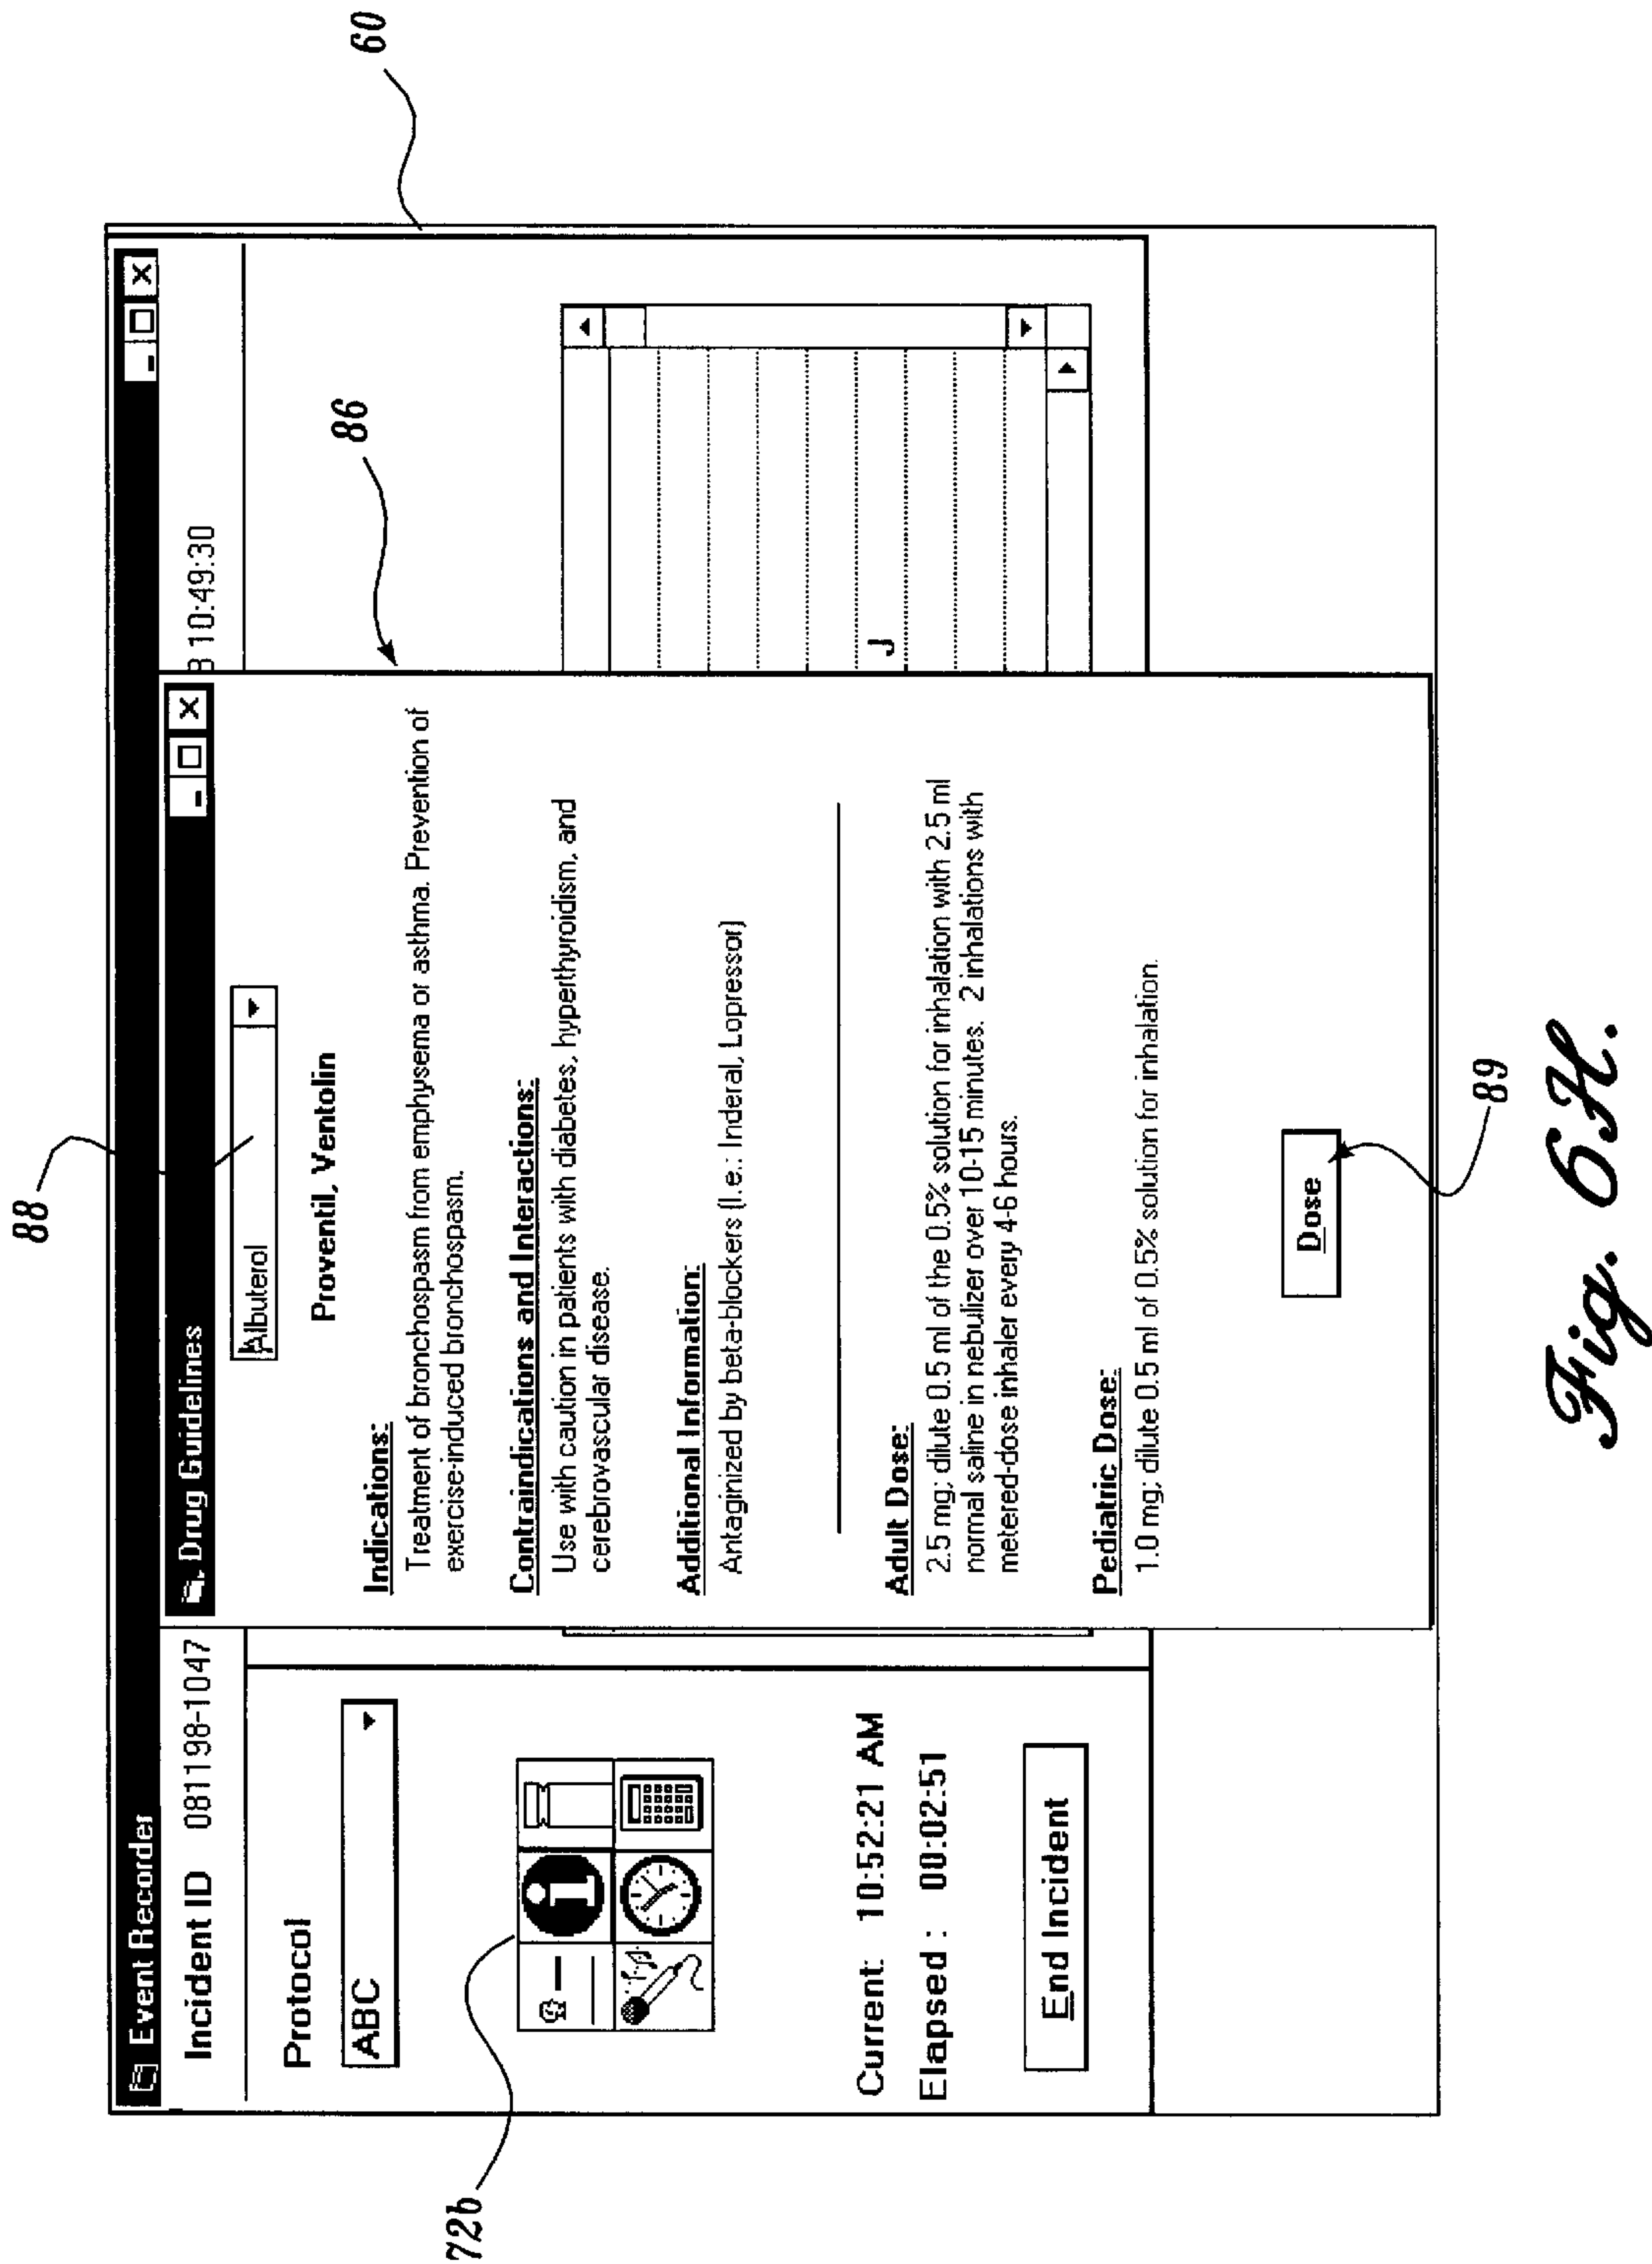 88
60
Event Recorder
Incident ID 081198-1047
B 10:49:30
Drug Guidelines
Albuterol
86
Proventil, Ventolin
Protocol
ABC
Indications:
Treatment of bronchospasm from emphysema or asthma. Prevention of
exercise-induced bronchospasm.
72b
Contraindications and Interactions:
Use with caution in patients with diabetes, hyperthyroidism, and
cerebrovascular disease.
Additional Information:
Antaginized by beta-blockers (I.e.: Inderal, Lopressor)
J
Current: 10:52:21 AM
Elapsed : 00:02:51
End Incident
Adult Dose:
2.5 mg; dilute 0.5 ml of the 0.5% solution for inhalation with 2.5 ml
normal saline in nebulizer over 10-15 minutes. 2 inhalations with
metered-dose inhaler every 4-6 hours.
Pediatric Dose:
1.0 mg; dilute 0.5 ml of 0.5% solution for inhalation.
Dose
89
Fig. 6H.